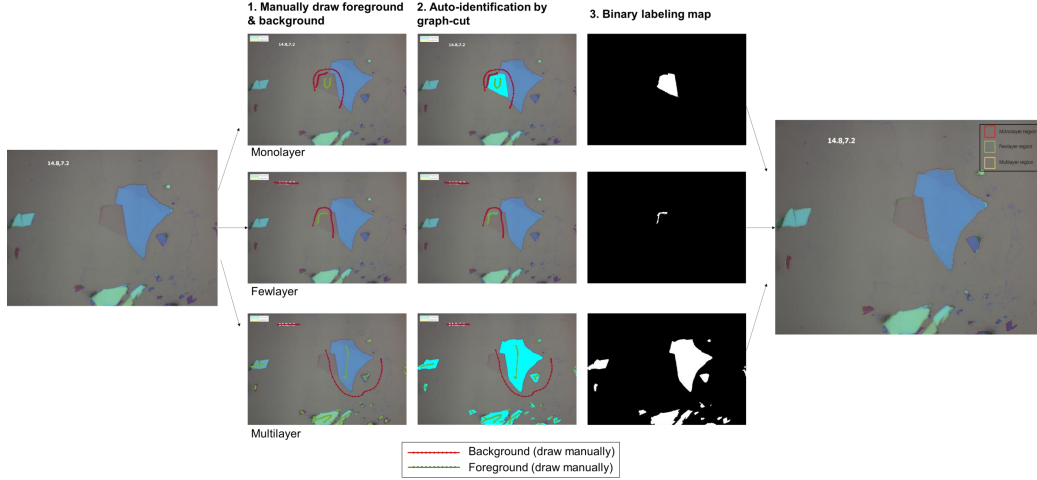 1. Manually draw foreground
& background
2. Auto-identification by
graph-cut
3. Binary labeling map
14.8,7.2
Monolayer
14.8,7.2
14.8,7.2
Monolayer region
Fewlayer region
Multilayer region
Fewlayer
Multilayer
Background (draw manually)
Foreground (draw manually)
14.8,7.2